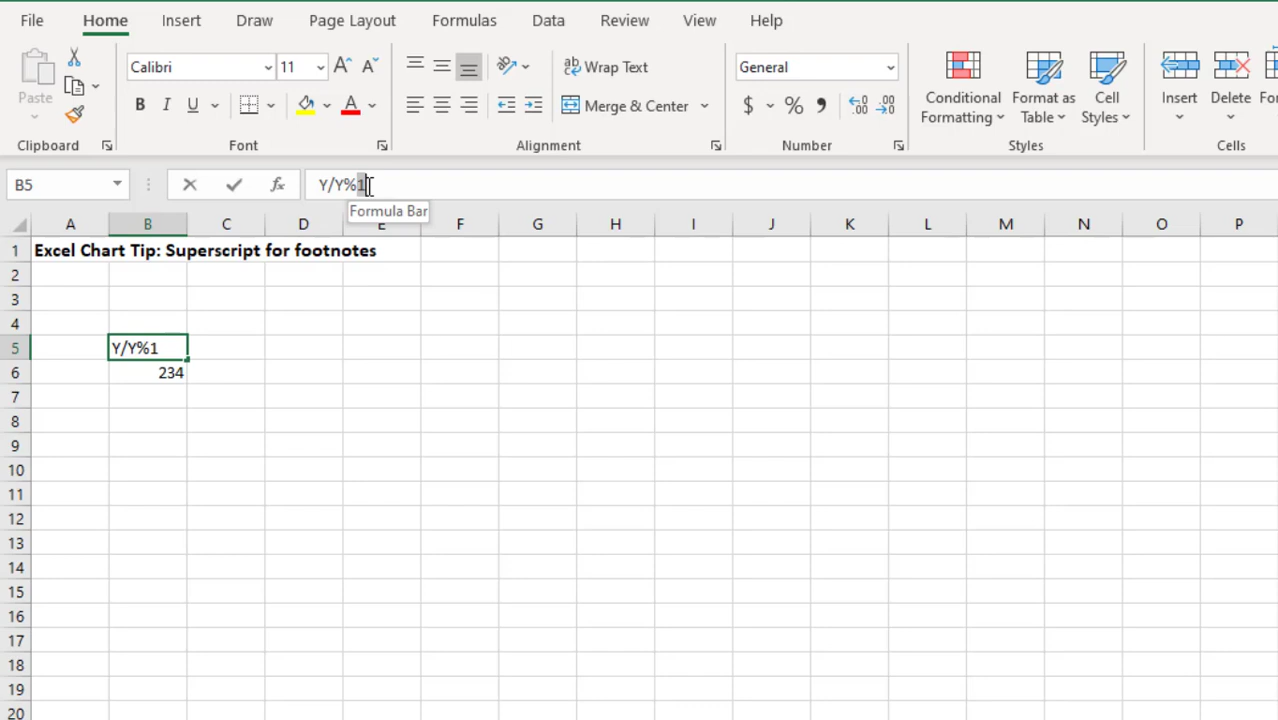 File Home Insert Draw Page Layout Formulas Data Review View Help
Calibri 11 A A Wrap Text General
Paste B I U A Merge & Center $ % Conditional Formatting Format as Table Cell Styles Insert Delete
Clipboard Font Alignment Number Styles Cells
B5 fx Y/Y%1
Formula Bar
A B C D E F G H I J K L M N O P
1 Excel Chart Tip: Superscript for footnotes
2
3
4
5 Y/Y%1
6 234
7
8
9
10
11
12
13
14
15
16
17
18
19
20